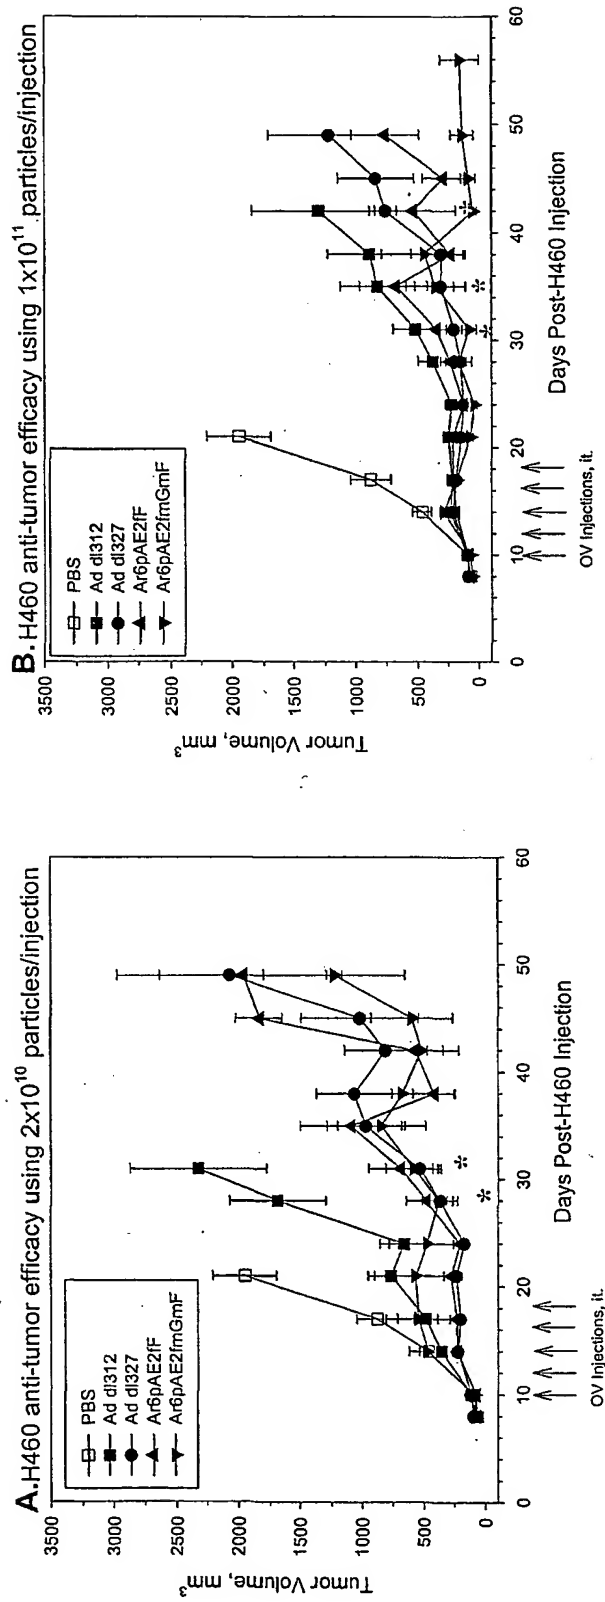 A. H460 anti-tumor efficacy using 2x10^10 particles/injection
PBS
Ad dl312
Ad dl327
Ar6pAE2fF
Ar6pAE2fmGmF
Tumor Volume, mm³
3500
3000
2500
2000
1500
1000
500
0
*
*
0
10
20
30
40
50
60
Days Post-H460 Injection
OV Injections, it.
B. H460 anti-tumor efficacy using 1x10^11 particles/injection
PBS
Ad dl312
Ad dl327
Ar6pAE2fF
Ar6pAE2fmGmF
Tumor Volume, mm³
3500
3000
2500
2000
1500
1000
500
0
*
*
*
0
10
20
30
40
50
60
Days Post-H460 Injection
OV Injections, it.